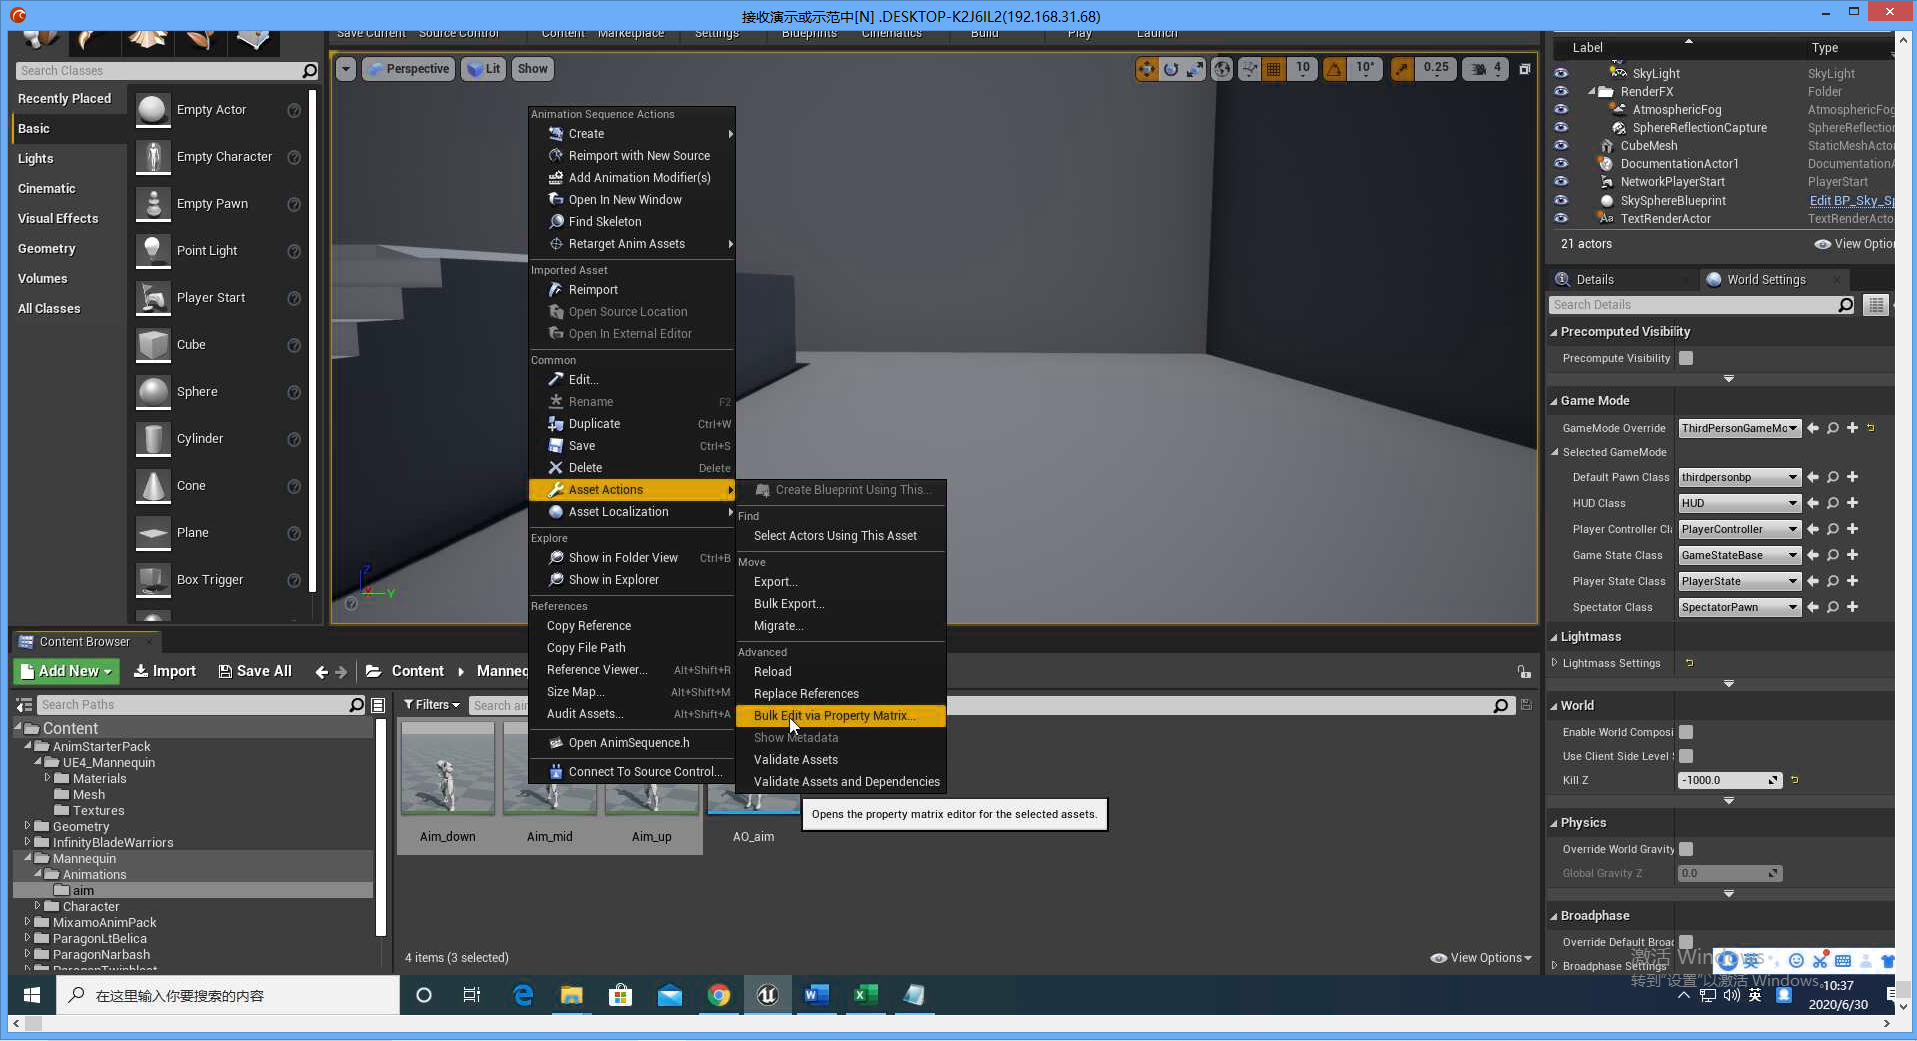 接收演示或示范中[N] .DESKTOP-K2J6IL2(192.168.31.68)
Save Current Source Control Content Marketplace Settings Blueprints Cinematics Build Play Launch
Search Classes
Recently Placed
Basic
Lights
Cinematic
Visual Effects
Geometry
Volumes
All Classes
Empty Actor
Empty Character
Empty Pawn
Point Light
Player Start
Cube
Sphere
Cylinder
Cone
Plane
Box Trigger
Perspective Lit Show
10 10° 0.25 4
Animation Sequence Actions
Create
Reimport with New Source
Add Animation Modifier(s)
Open In New Window
Find Skeleton
Retarget Anim Assets
Imported Asset
Reimport
Open Source Location
Open In External Editor
Common
Edit...
Rename F2
Duplicate Ctrl+W
Save Ctrl+S
Delete Delete
Asset Actions
Asset Localization
Explore
Show in Folder View Ctrl+B
Show in Explorer
References
Copy Reference
Copy File Path
Reference Viewer... Alt+Shift+R
Size Map... Alt+Shift+M
Audit Assets... Alt+Shift+A
Open AnimSequence.h
Connect To Source Control...
Create Blueprint Using This...
Find
Select Actors Using This Asset
Move
Export...
Bulk Export...
Migrate...
Advanced
Reload
Replace References
Bulk Edit via Property Matrix...
Show Metadata
Validate Assets
Validate Assets and Dependencies
Opens the property matrix editor for the selected assets.
Z
X
Y
Label Type
SkyLight SkyLight
RenderFX Folder
AtmosphericFog AtmosphericFog
SphereReflectionCapture SphereReflection
CubeMesh StaticMeshActo
DocumentationActor1 DocumentationA
NetworkPlayerStart PlayerStart
SkySphereBlueprint Edit BP_Sky_Sp
TextRenderActor TextRenderActo
21 actors View Optio
Details World Settings
Search Details
Precomputed Visibility
Precompute Visibility
Game Mode
GameMode Override ThirdPersonGameMo
Selected GameMode
Default Pawn Class thirdpersonbp
HUD Class HUD
Player Controller Cl PlayerController
Game State Class GameStateBase
Player State Class PlayerState
Spectator Class SpectatorPawn
Lightmass
Lightmass Settings
World
Enable World Composi
Use Client Side Level
Kill Z -1000.0
Physics
Override World Gravity
Global Gravity Z 0.0
Broadphase
Override Default Broad
Broadphase Settings
激活 Windows
转到"设置"以激活 Windows。
英
Content Browser
Add New Import Save All Content Manneq
Search Paths
Filters Search ai
Content
AnimStarterPack
UE4_Mannequin
Materials
Mesh
Textures
Geometry
InfinityBladeWarriors
Mannequin
Animations
aim
Character
MixamoAnimPack
ParagonLtBelica
ParagonNarbash
ParagonTwinblast
Aim_down Aim_mid Aim_up AO_aim
4 items (3 selected) View Options
在这里输入你要搜索的内容
英
10:37
2020/6/30